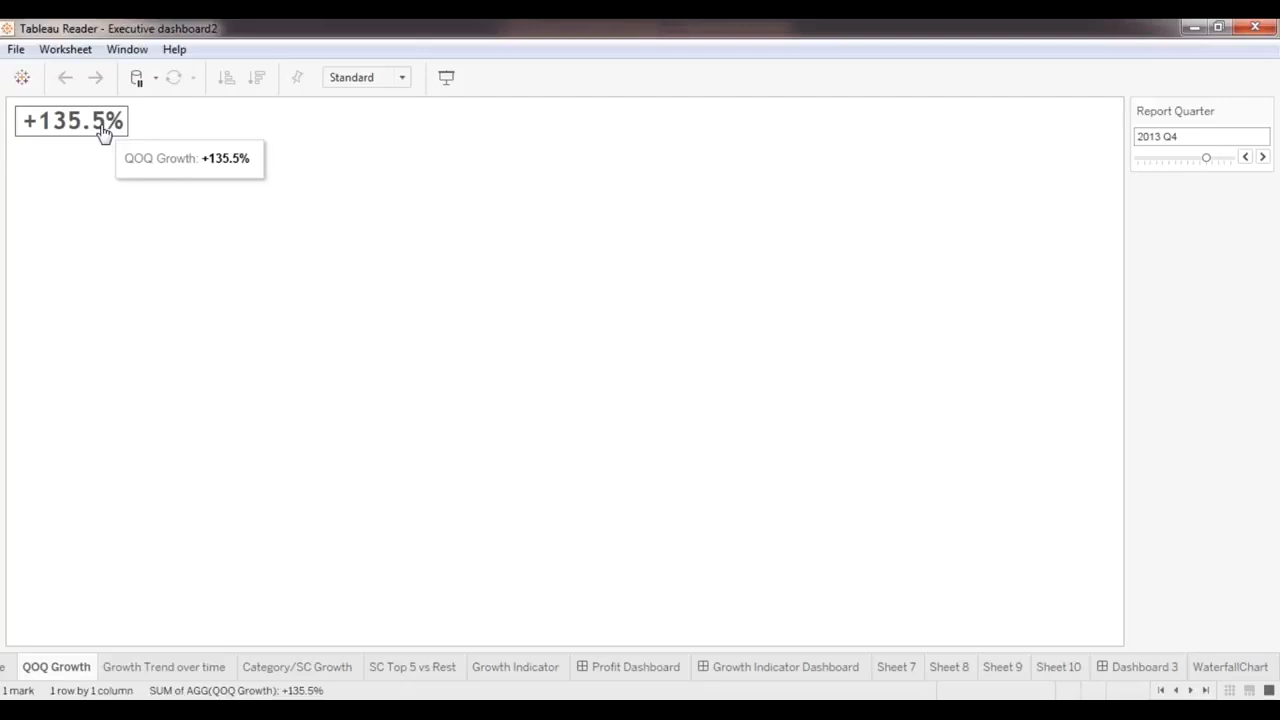 Tableau Reader - Executive dashboard2
File Worksheet Window Help
Standard
+135.5%
QOQ Growth: +135.5%
Report Quarter
2013 Q4
e QOQ Growth Growth Trend over time Category/SC Growth SC Top 5 vs Rest Growth Indicator Profit Dashboard Growth Indicator Dashboard Sheet 7 Sheet 8 Sheet 9 Sheet 10 Dashboard 3 WaterfallChart
1 mark 1 row by 1 column SUM of AGG(QOQ Growth): +135.5%